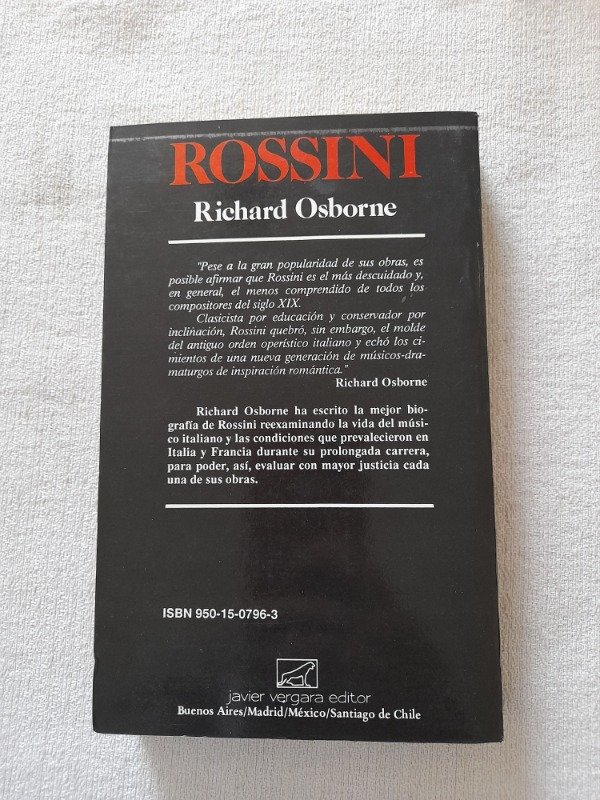 ROSSINI
Richard Osborne
"Pese a la gran popularidad de sus obras, es
posible afirmar que Rossini es el más descuidado y,
en general, el menos comprendido de todos los
compositores del siglo XIX.
Clasicista por educación y conservador por
inclinación, Rossini quebró, sin embargo, el molde
del antiguo orden operístico italiano y echó los ci-
mientos de una nueva generación de músicos-dra-
maturgos de inspiración romántica."
Richard Osborne
Richard Osborne ha escrito la mejor bio-
grafía de Rossini reexaminando la vida del músi-
co italiano y las condiciones que prevalecieron en
Italia y Francia durante su prolongada carrera,
para poder, así, evaluar con mayor justicia cada
una de sus obras.
ISBN 950-15-0796-3
javier vergara editor
Buenos Aires/Madrid/México/Santiago de Chile